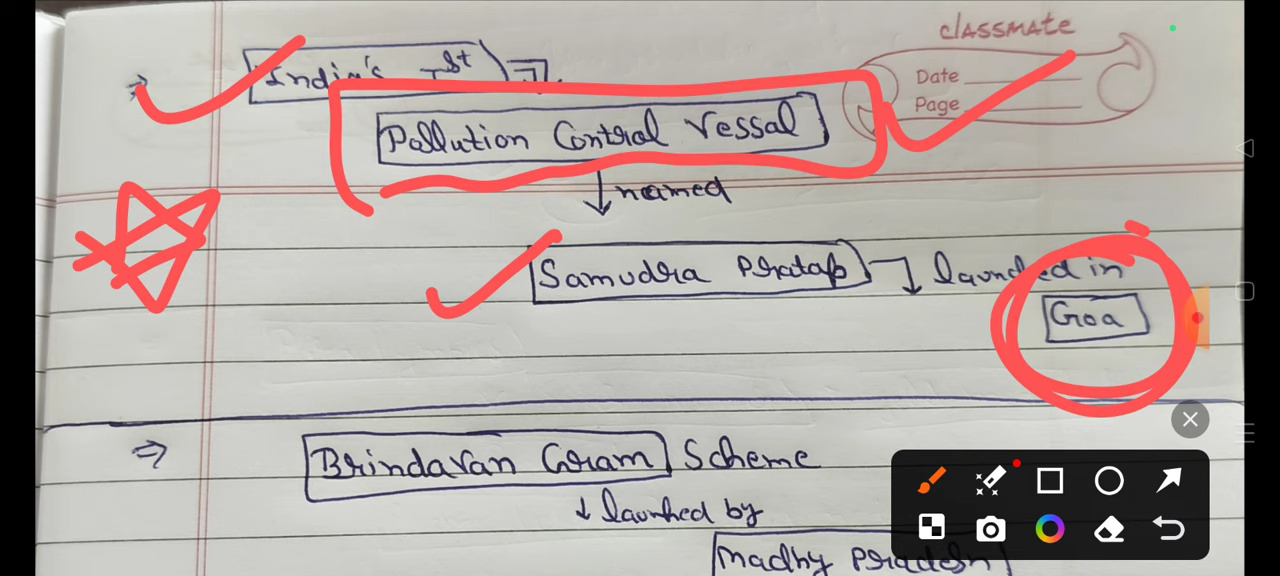 classmate
Date
Page
⇒ India's 1st
Pollution Control Vessal
↓ named
Samudra Pratap launched in
Goa
⇒ Brindavan Gram Scheme
↓ launhed by
Madhy Pradesh